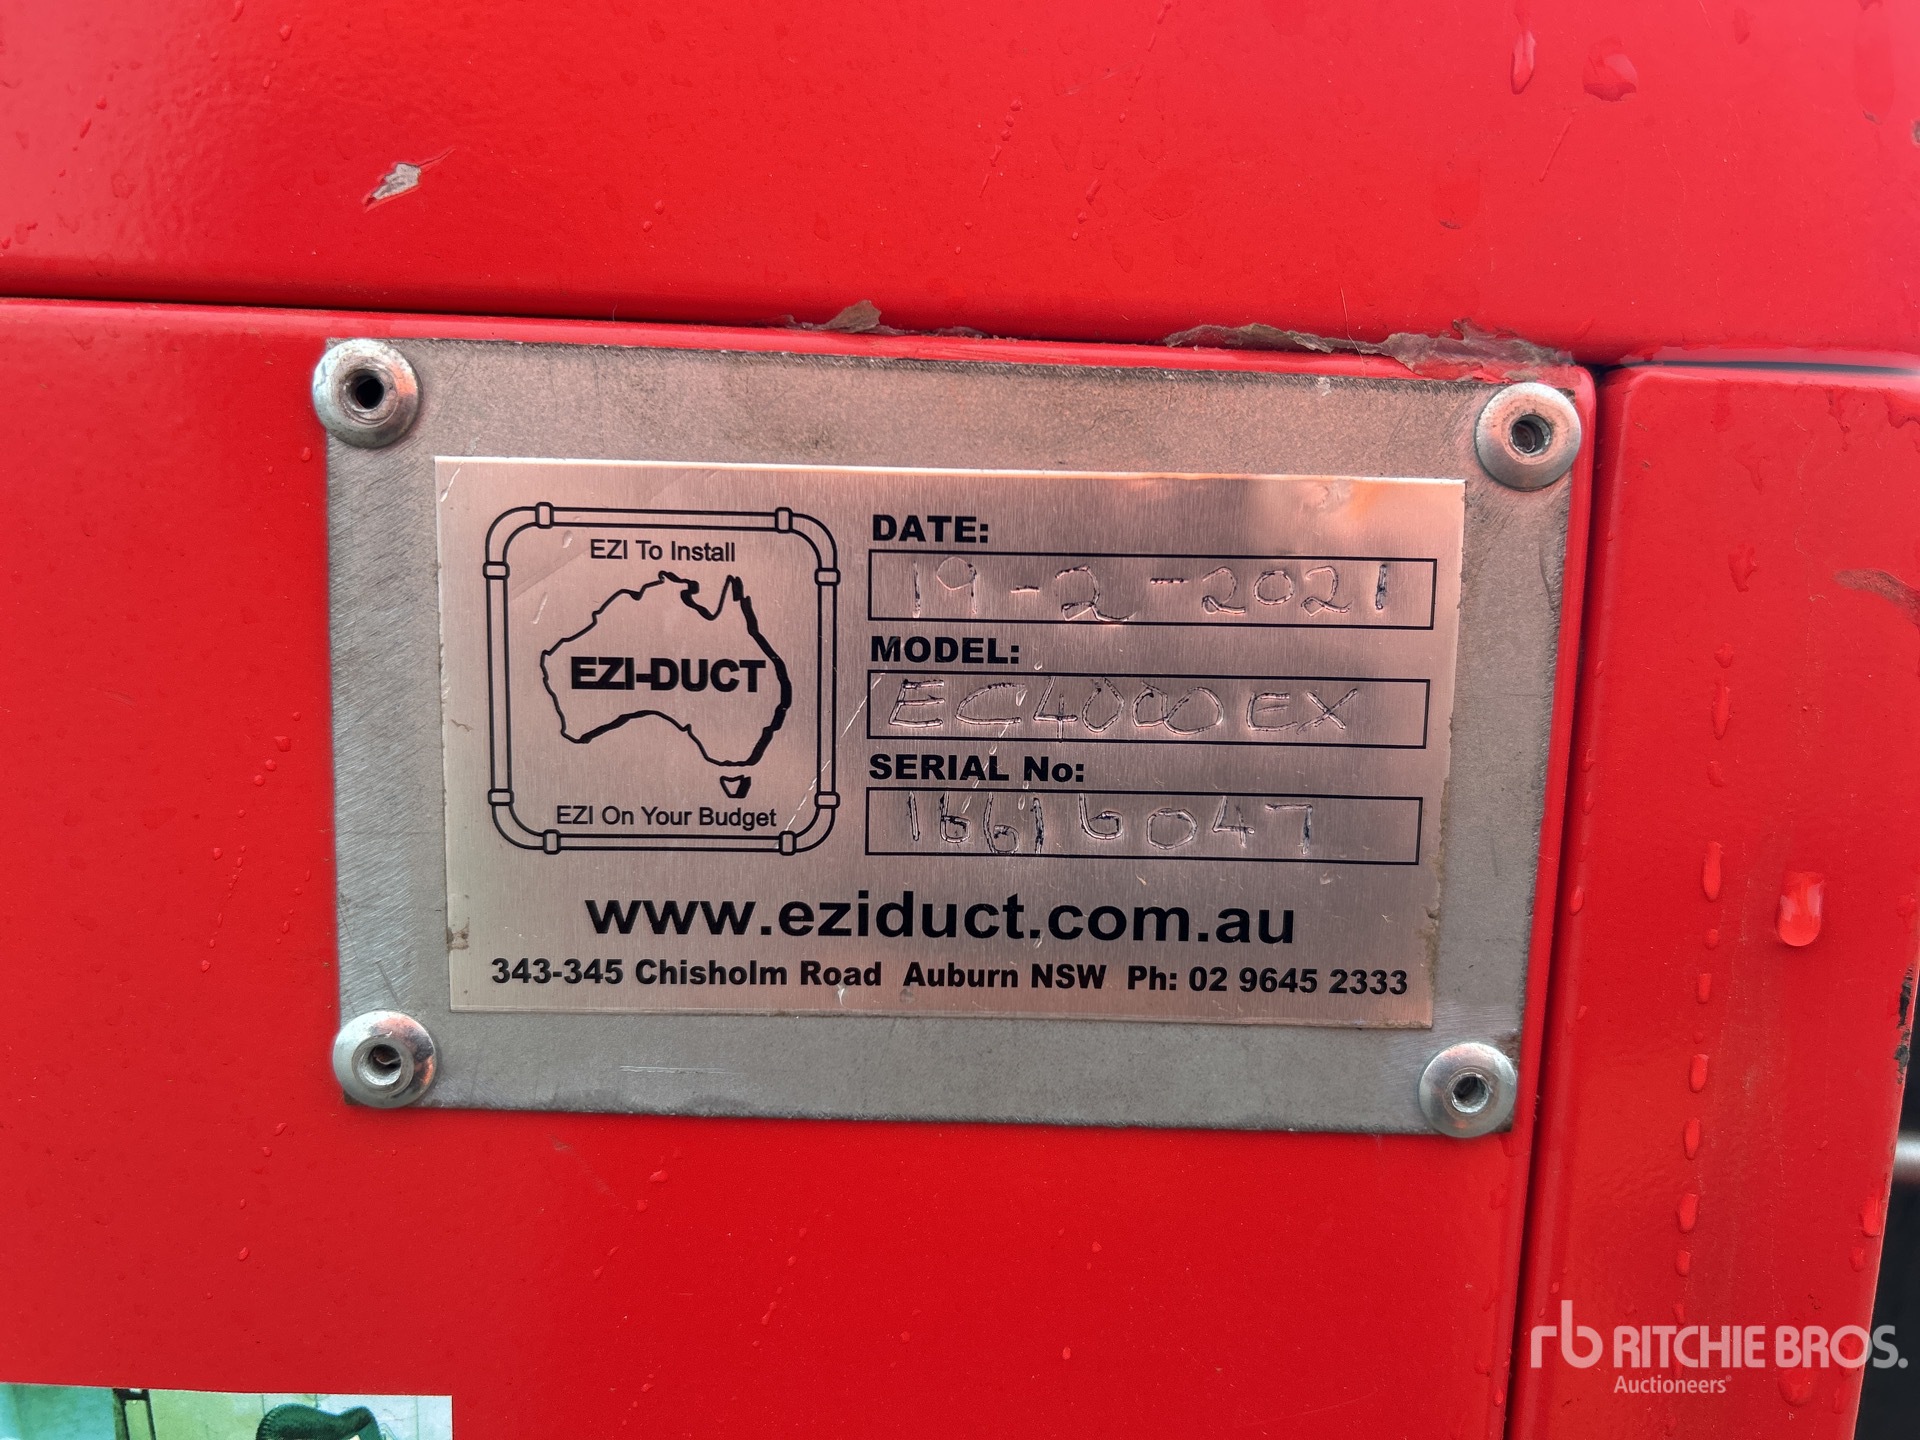 EZI To Install
EZI-DUCT
EZI On Your Budget
DATE:
19-2-2021
MODEL:
EC4000EX
SERIAL No:
16616047
www.eziduct.com.au
343-345 Chisholm Road Auburn NSW Ph: 02 9645 2333
rb RITCHIE BROS.
Auctioneers